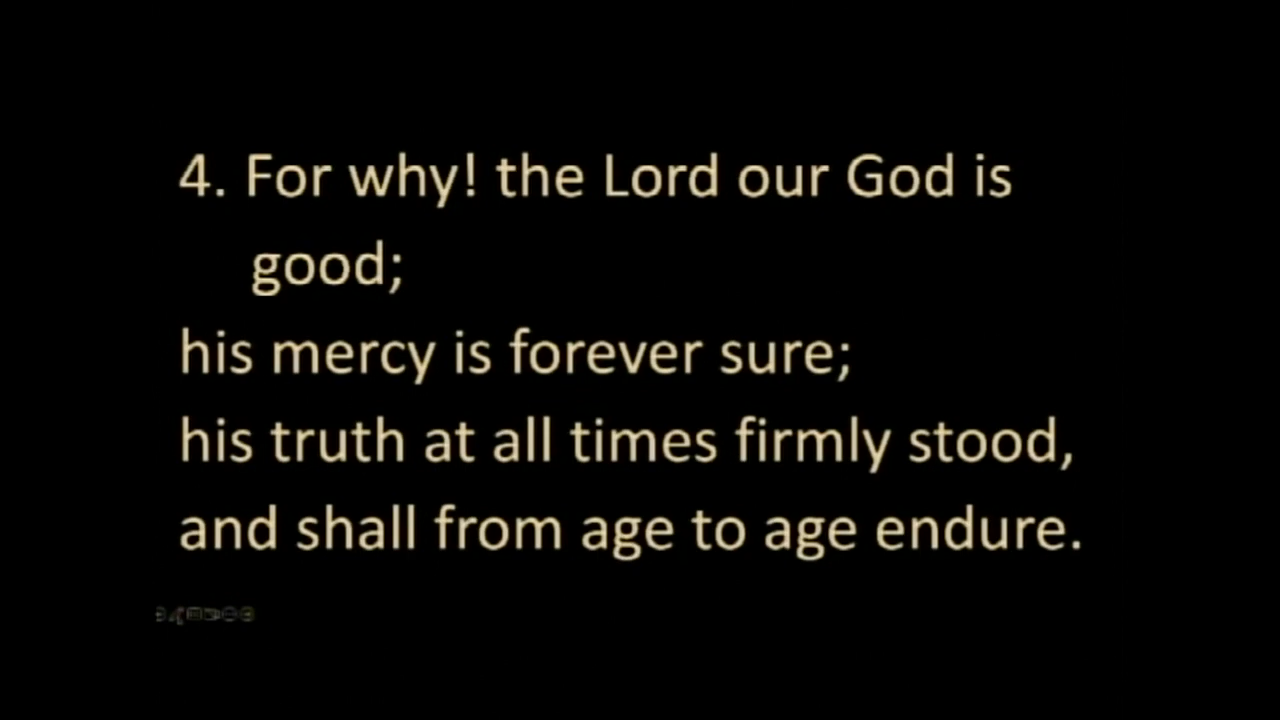 4. For why! the Lord our God is
good;
his mercy is forever sure;
his truth at all times firmly stood,
and shall from age to age endure.